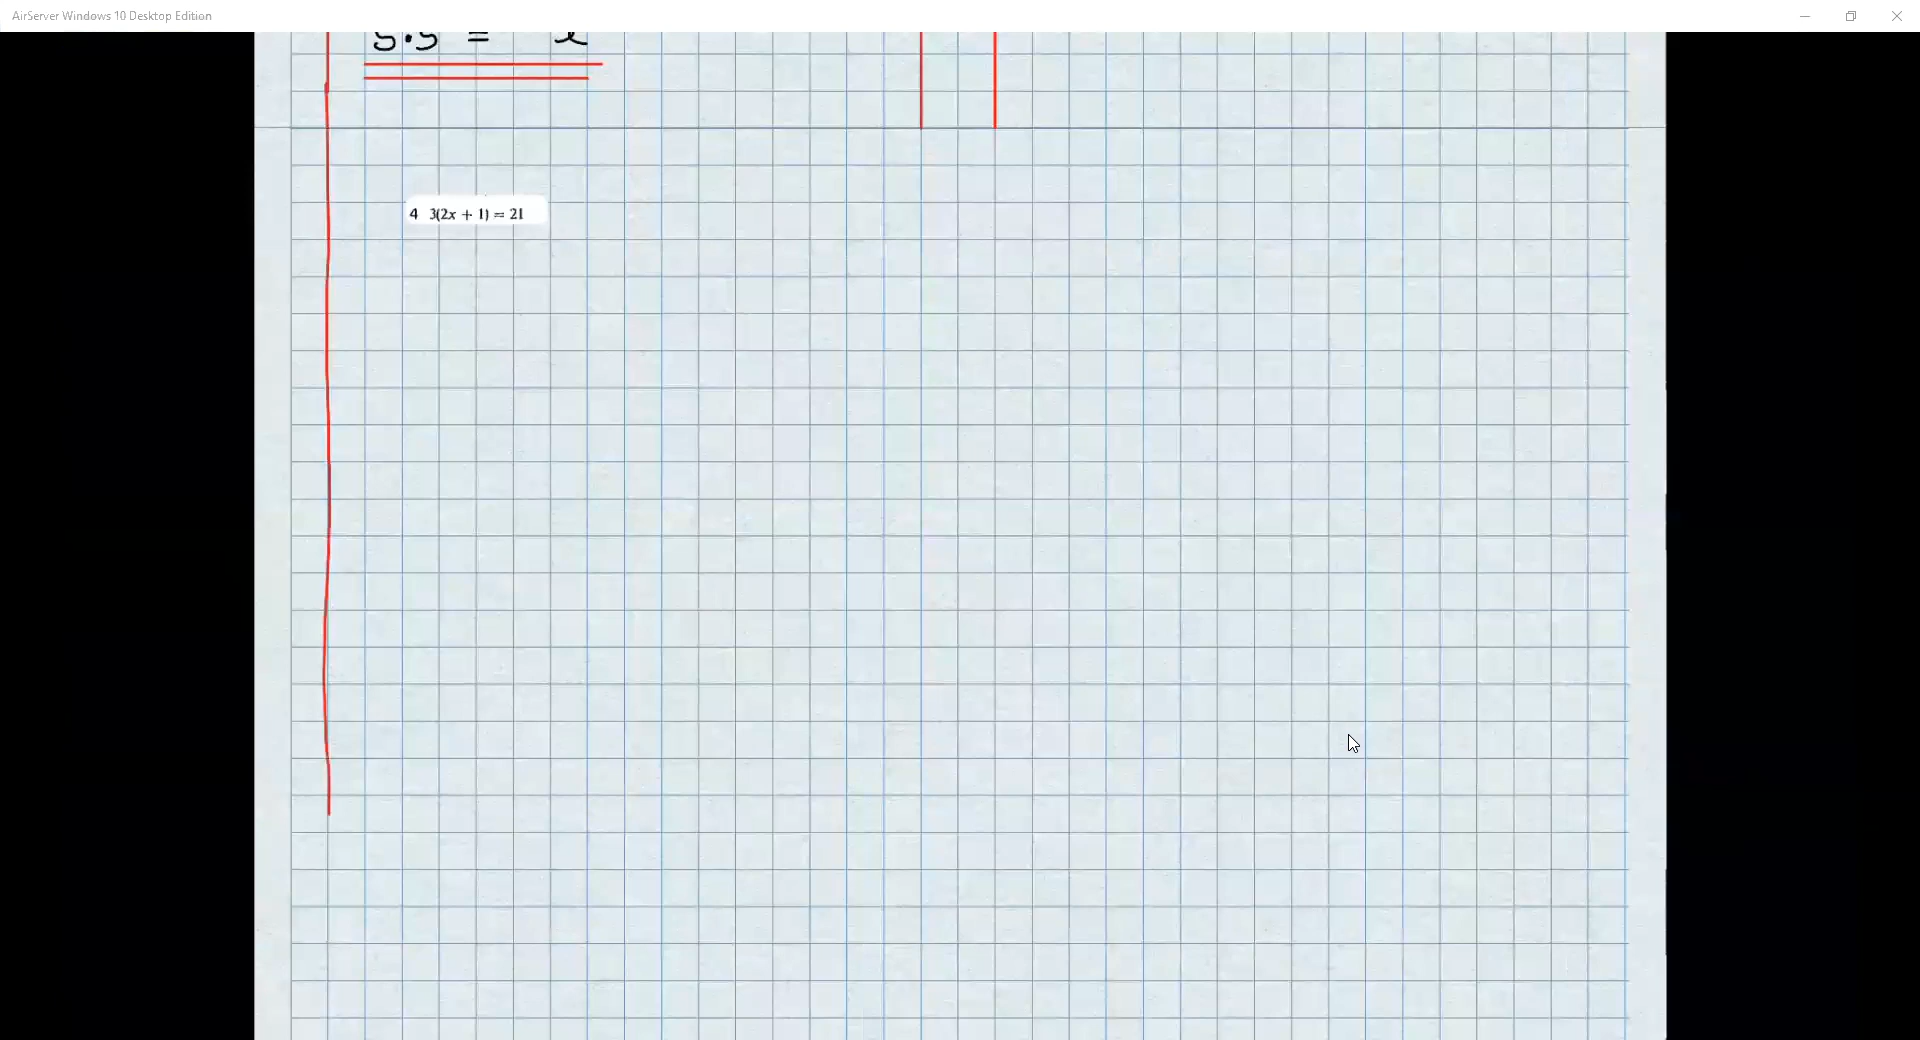 AirServer Windows 10 Desktop Edition
4 3(2x + 1) = 21